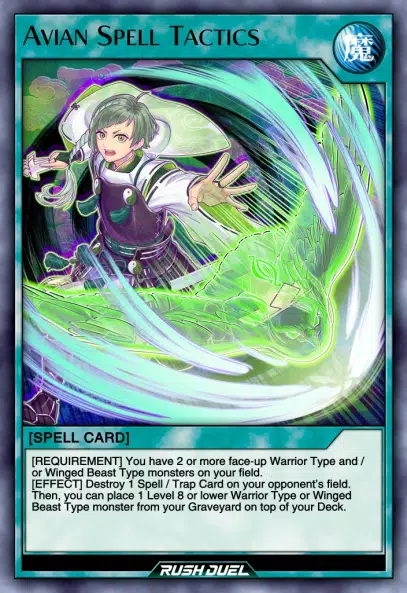 AVIAN SPELL TACTICS
魔
[SPELL CARD]
[REQUIREMENT] You have 2 or more face-up Warrior Type and /
or Winged Beast Type monsters on your field.
[EFFECT] Destroy 1 Spell / Trap Card on your opponent's field.
Then, you can place 1 Level 8 or lower Warrior Type or Winged
Beast Type monster from your Graveyard on top of your Deck.
RUSH DUEL